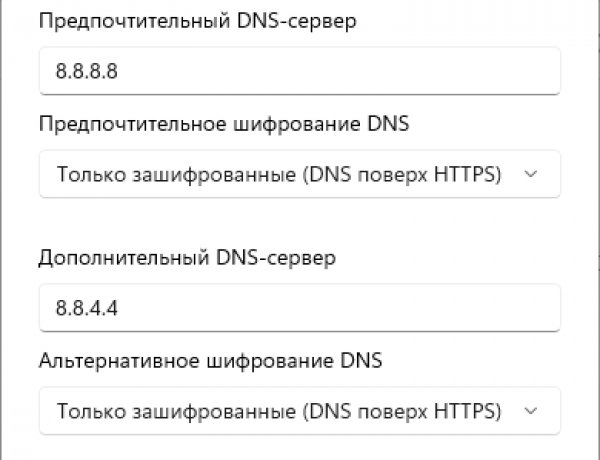 Предпочтительный DNS-сервер
8.8.8.8
Предпочтительное шифрование DNS
Только зашифрованные (DNS поверх HTTPS)
Дополнительный DNS-сервер
8.8.4.4
Альтернативное шифрование DNS
Только зашифрованные (DNS поверх HTTPS)